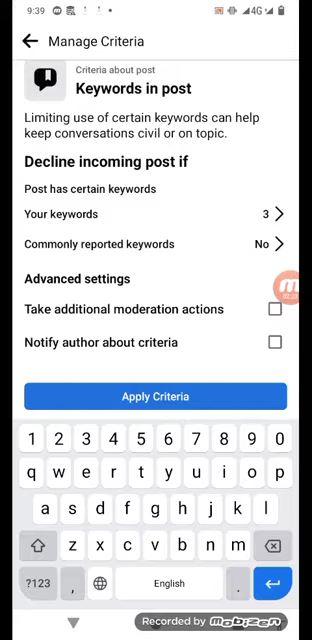 9:39 4G
Manage Criteria
Criteria about post
Keywords in post
Limiting use of certain keywords can help
keep conversations civil or on topic.
Decline incoming post if
Post has certain keywords
Your keywords 3
Commonly reported keywords No
Advanced settings
02:23
Take additional moderation actions
Notify author about criteria
Apply Criteria
1 2 3 4 5 6 7 8 9 0
q w e r t y u i o p
a s d f g h j k l
z x c v b n m
?123 , English .
Recorded by mobizen